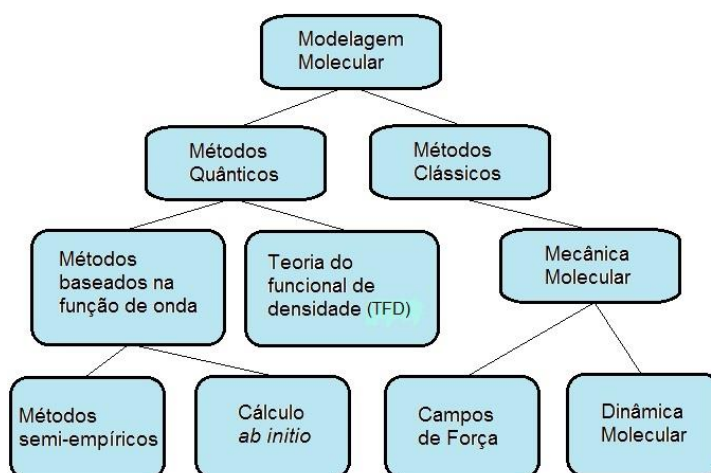 Modelagem
Molecular
Métodos
Quânticos
Métodos
Clássicos
Métodos
baseados na
função de onda
Teoria do
funcional de
densidade (TFD)
Mecânica
Molecular
Métodos
semi-empíricos
Cálculo
ab initio
Campos
de Força
Dinâmica
Molecular